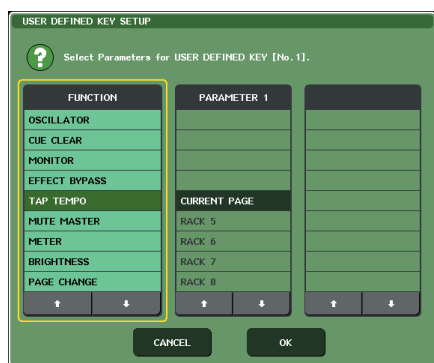 USER DEFINED KEY SETUP
?
Select Parameters for USER DEFINED KEY [No.1].
FUNCTION
PARAMETER 1
OSCILLATOR
CUE CLEAR
MONITOR
EFFECT BYPASS
TAP TEMPO
CURRENT PAGE
MUTE MASTER
RACK 5
METER
RACK 6
BRIGHTNESS
RACK 7
PAGE CHANGE
RACK 8
CANCEL
OK